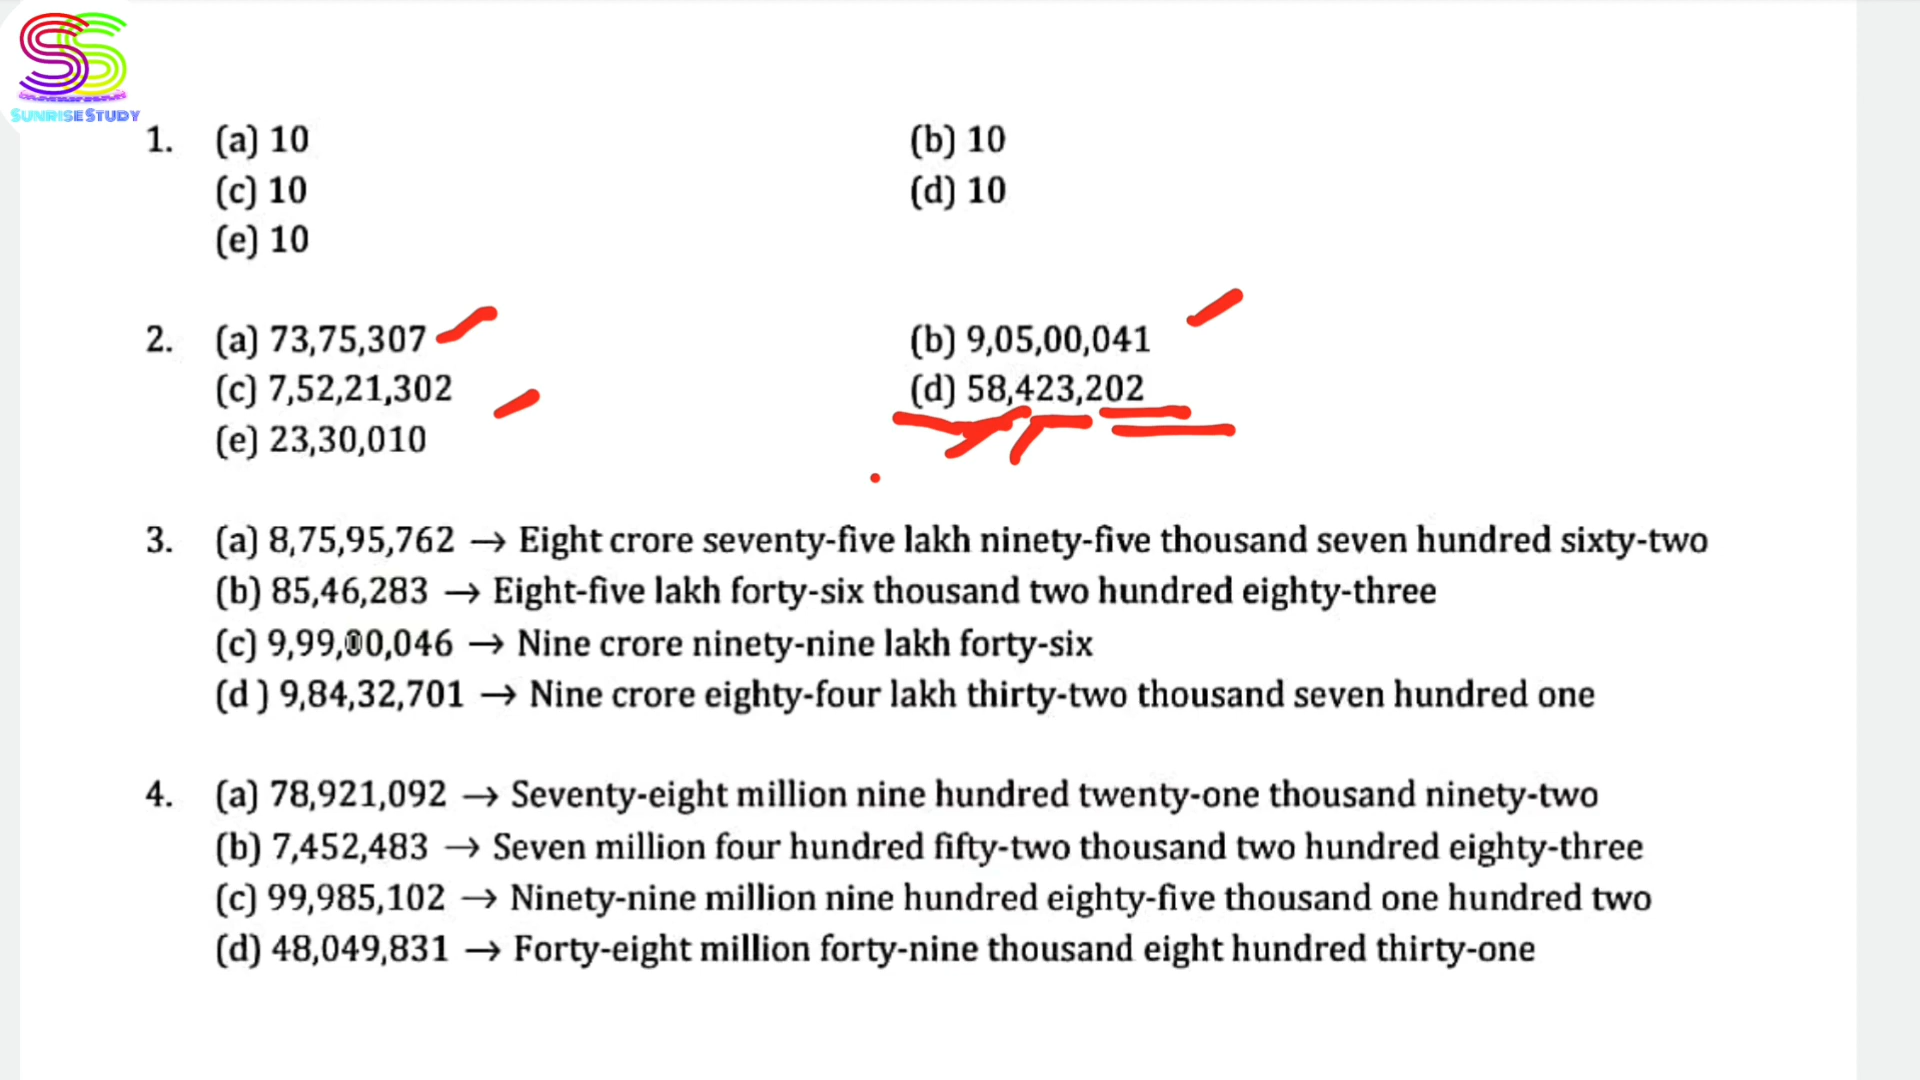 SUNRISE STUDY
1. (a) 10 (b) 10
(c) 10 (d) 10
(e) 10
2. (a) 73,75,307 (b) 9,05,00,041
(c) 7,52,21,302 (d) 58,423,202
(e) 23,30,010
3. (a) 8,75,95,762 → Eight crore seventy-five lakh ninety-five thousand seven hundred sixty-two
(b) 85,46,283 → Eight-five lakh forty-six thousand two hundred eighty-three
(c) 9,99,00,046 → Nine crore ninety-nine lakh forty-six
(d ) 9,84,32,701 → Nine crore eighty-four lakh thirty-two thousand seven hundred one
4. (a) 78,921,092 → Seventy-eight million nine hundred twenty-one thousand ninety-two
(b) 7,452,483 → Seven million four hundred fifty-two thousand two hundred eighty-three
(c) 99,985,102 → Ninety-nine million nine hundred eighty-five thousand one hundred two
(d) 48,049,831 → Forty-eight million forty-nine thousand eight hundred thirty-one